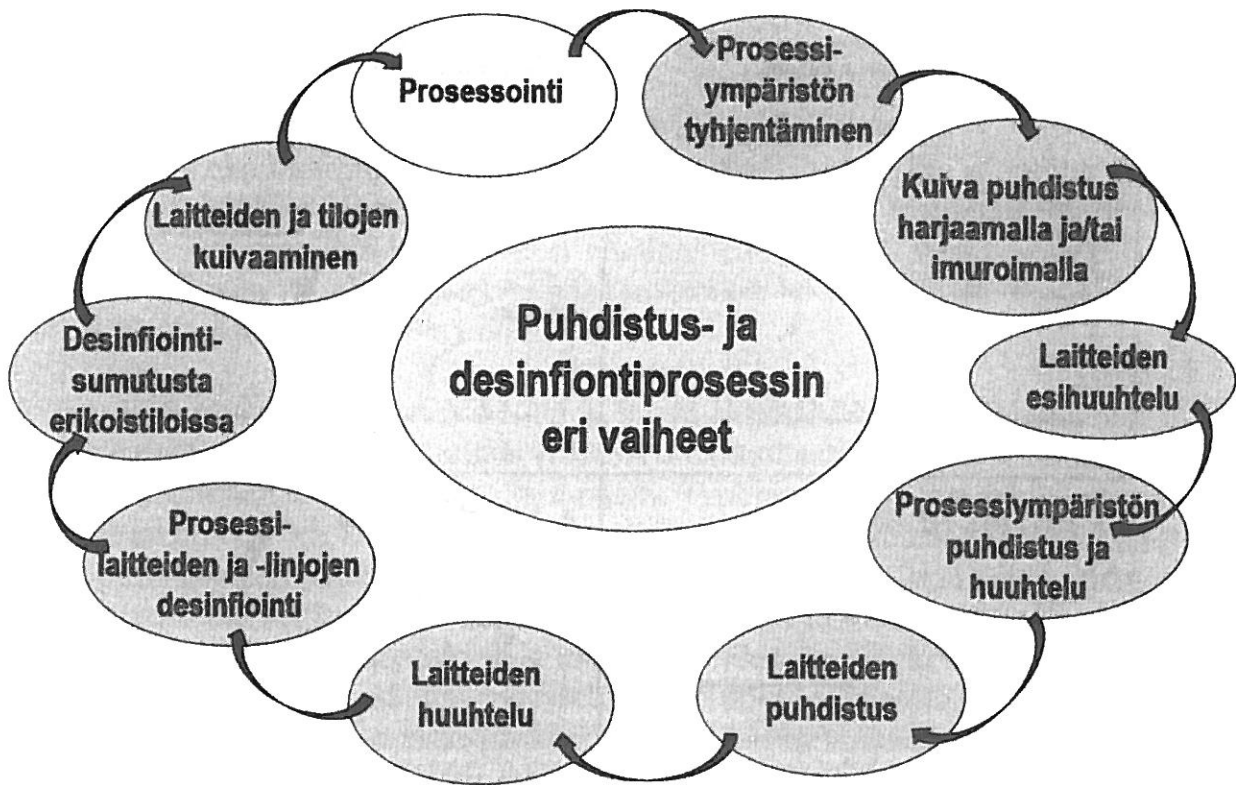 Prosessointi
Prosessi-
ympäristön
tyhjentäminen
Kuiva puhdistus
harjaamalla ja/tai
imuroimalla
Laitteiden
esihuuhtelu
Prosessiympäristön
puhdistus ja
huuhtelu
Laitteiden
puhdistus
Laitteiden
huuhtelu
Prosessi-
laitteiden ja -linjojen
desinfiointi
Desinfiointi-
sumutusta
erikoistiloissa
Laitteiden ja tilojen
kuivaaminen
Puhdistus- ja
desinfiontiprosessin
eri vaiheet